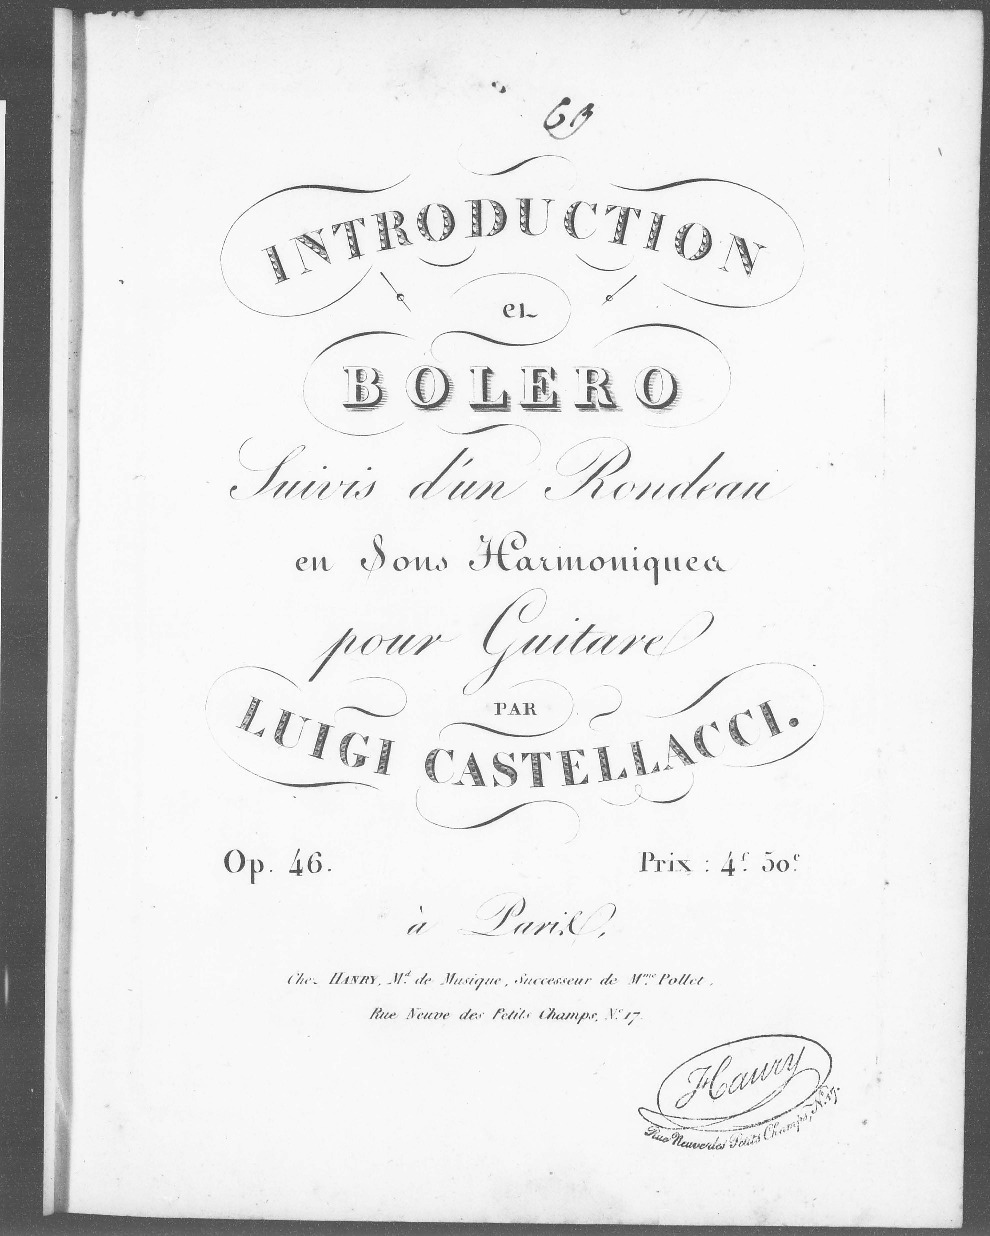 63
INTRODUCTION
et
BOLERO
Suivis d'un Rondeau
en Sons Harmoniques
pour Guitare
PAR
LUIGI CASTELLACCI.
Op. 46.
Prix : 4f. 50c.
à Paris,
Chez HANRY, Md. de Musique, Successeur de Mme. Pollet,
Rue Neuve des Petits Champs, No. 17.
Hanry
Rue Neuve des Petits Champs, No. 17.